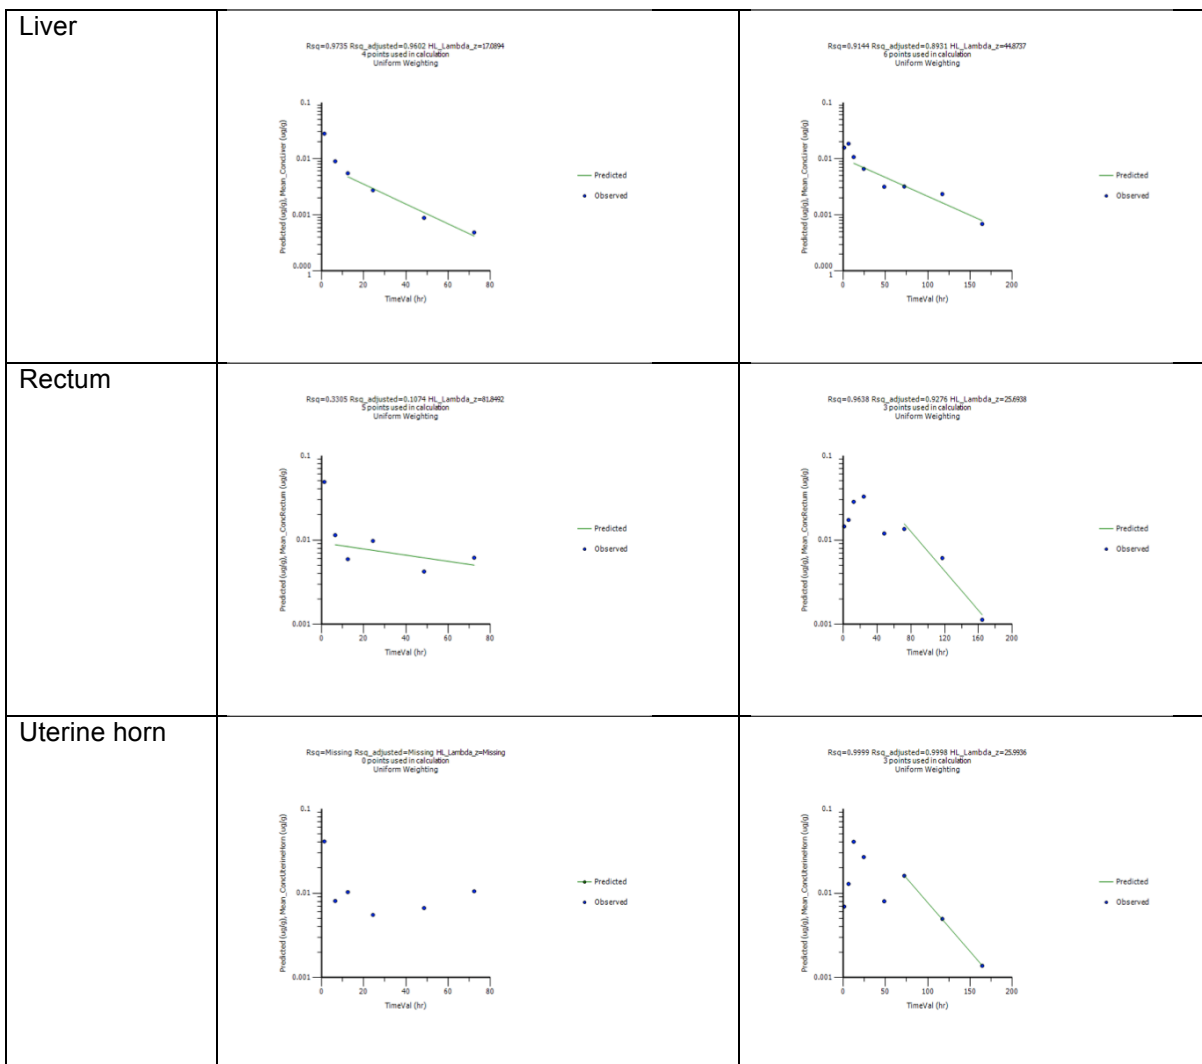 Liver
Rsq=0.9735 Rsq_adjusted=0.9602 HL_Lambda_z=17.0894
4 points used in calculation
Uniform Weighting
Predicted (ug/g), Mean_ConcLiver (ug/g)
0.1
0.01
0.001
0.000
1
0 20 40 60 80
TimeVal (hr)
Predicted
Observed
Rsq=0.9144 Rsq_adjusted=0.8931 HL_Lambda_z=44.8737
6 points used in calculation
Uniform Weighting
Predicted (ug/g), Mean_ConcLiver (ug/g)
0.1
0.01
0.001
0.000
1
0 50 100 150 200
TimeVal (hr)
Predicted
Observed
Rectum
Rsq=0.3305 Rsq_adjusted=0.1074 HL_Lambda_z=81.8492
5 points used in calculation
Uniform Weighting
Predicted (ug/g), Mean_ConcRectum (ug/g)
0.1
0.01
0.001
0 20 40 60 80
TimeVal (hr)
Predicted
Observed
Rsq=0.9638 Rsq_adjusted=0.9276 HL_Lambda_z=25.6938
3 points used in calculation
Uniform Weighting
Predicted (ug/g), Mean_ConcRectum (ug/g)
0.1
0.01
0.001
0 40 80 120 160 200
TimeVal (hr)
Predicted
Observed
Uterine horn
Rsq=Missing Rsq_adjusted=Missing HL_Lambda_z=Missing
0 points used in calculation
Uniform Weighting
Predicted (ug/g), Mean_ConcUterineHorn (ug/g)
0.1
0.01
0.001
0 20 40 60 80
TimeVal (hr)
Predicted
Observed
Rsq=0.9999 Rsq_adjusted=0.9998 HL_Lambda_z=25.9936
3 points used in calculation
Uniform Weighting
Predicted (ug/g), Mean_ConcUterineHorn (ug/g)
0.1
0.01
0.001
0 50 100 150 200
TimeVal (hr)
Predicted
Observed